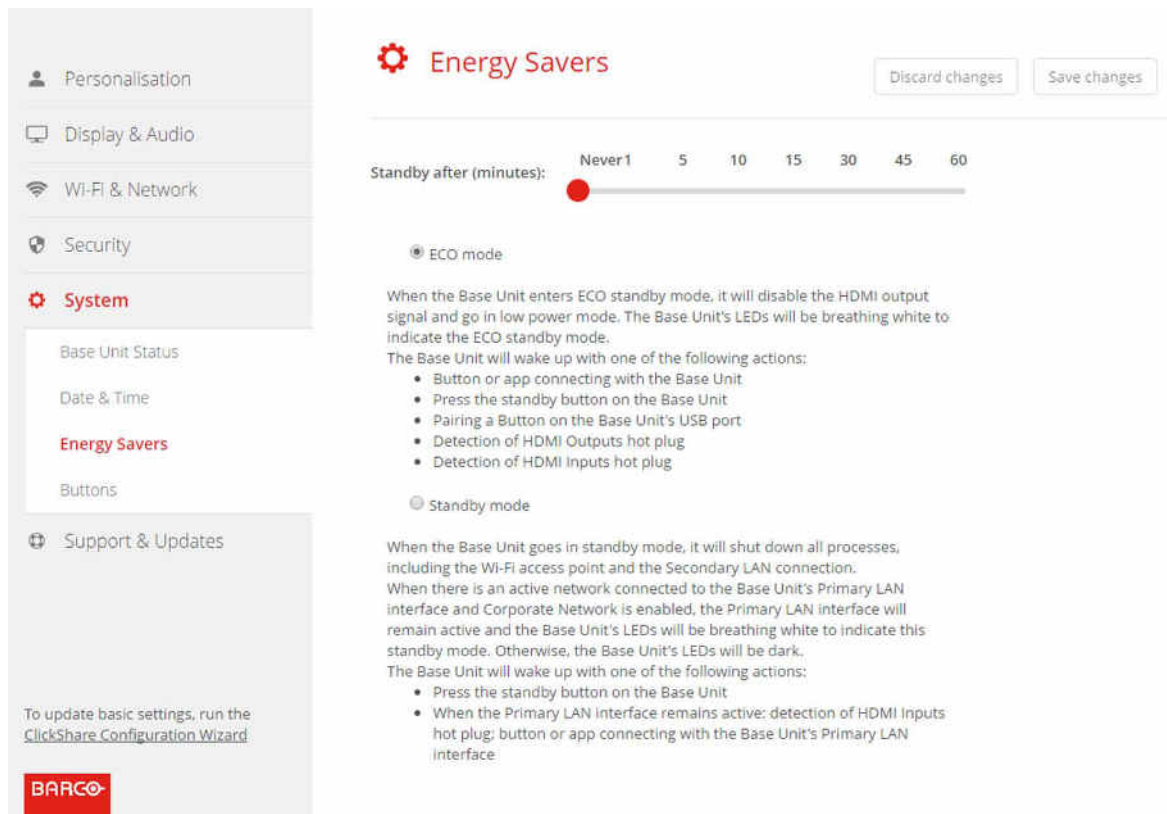 Personalisation
Display & Audio
Wi-Fi & Network
Security
System
Base Unit Status
Date & Time
Energy Savers
Buttons
Support & Updates
To update basic settings, run the
ClickShare Configuration Wizard
BARCO
Energy Savers
Discard changes
Save changes
Standby after (minutes):
Never 1 5 10 15 30 45 60
ECO mode
When the Base Unit enters ECO standby mode, it will disable the HDMI output
signal and go in low power mode. The Base Unit's LEDs will be breathing white to
indicate the ECO standby mode.
The Base Unit will wake up with one of the following actions:
• Button or app connecting with the Base Unit
• Press the standby button on the Base Unit
• Pairing a Button on the Base Unit's USB port
• Detection of HDMI Outputs hot plug
• Detection of HDMI Inputs hot plug
Standby mode
When the Base Unit goes in standby mode, it will shut down all processes,
including the Wi-Fi access point and the Secondary LAN connection.
When there is an active network connected to the Base Unit's Primary LAN
interface and Corporate Network is enabled, the Primary LAN interface will
remain active and the Base Unit's LEDs will be breathing white to indicate this
standby mode. Otherwise, the Base Unit's LEDs will be dark.
The Base Unit will wake up with one of the following actions:
• Press the standby button on the Base Unit
• When the Primary LAN interface remains active: detection of HDMI Inputs
hot plug; button or app connecting with the Base Unit's Primary LAN
interface